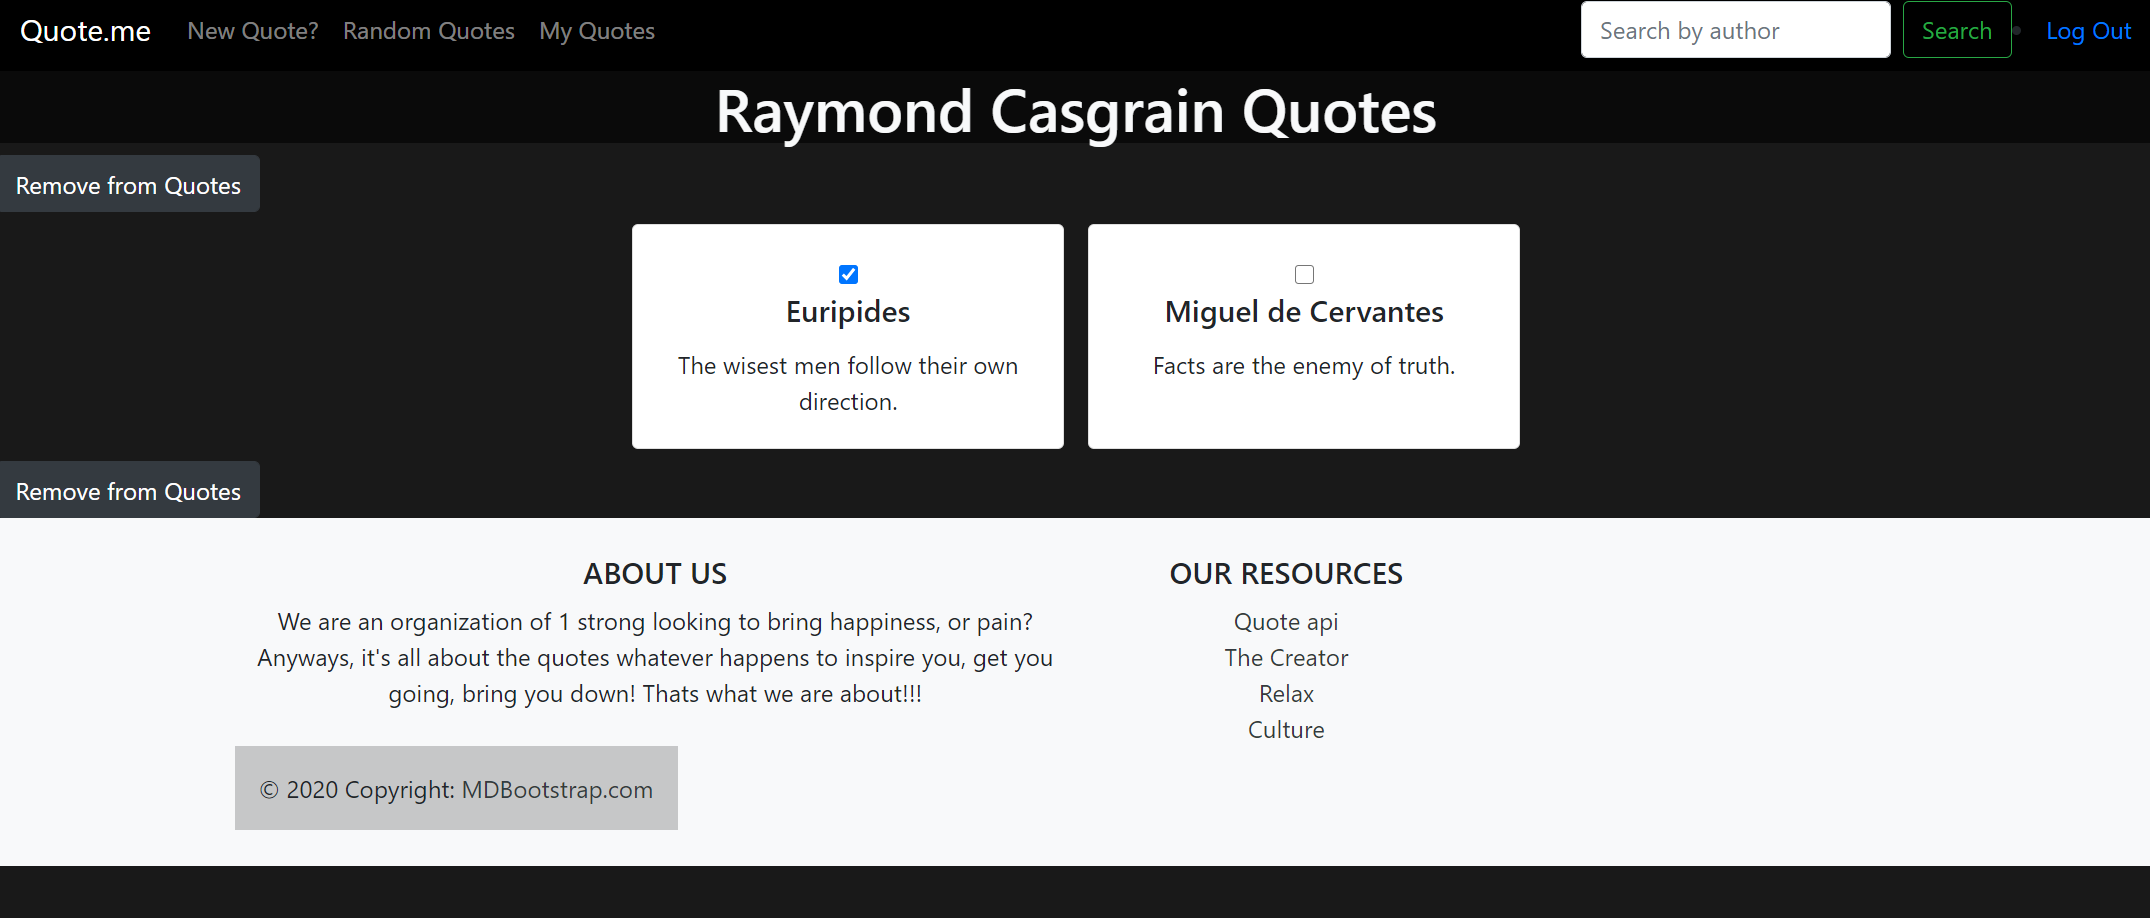 Quote.me New Quote? Random Quotes My Quotes Search by author Search Log Out
Raymond Casgrain Quotes
Remove from Quotes
Euripides
The wisest men follow their own
direction.
Miguel de Cervantes
Facts are the enemy of truth.
Remove from Quotes
ABOUT US
We are an organization of 1 strong looking to bring happiness, or pain?
Anyways, it's all about the quotes whatever happens to inspire you, get you
going, bring you down! Thats what we are about!!!
OUR RESOURCES
Quote api
The Creator
Relax
Culture
© 2020 Copyright: MDBootstrap.com